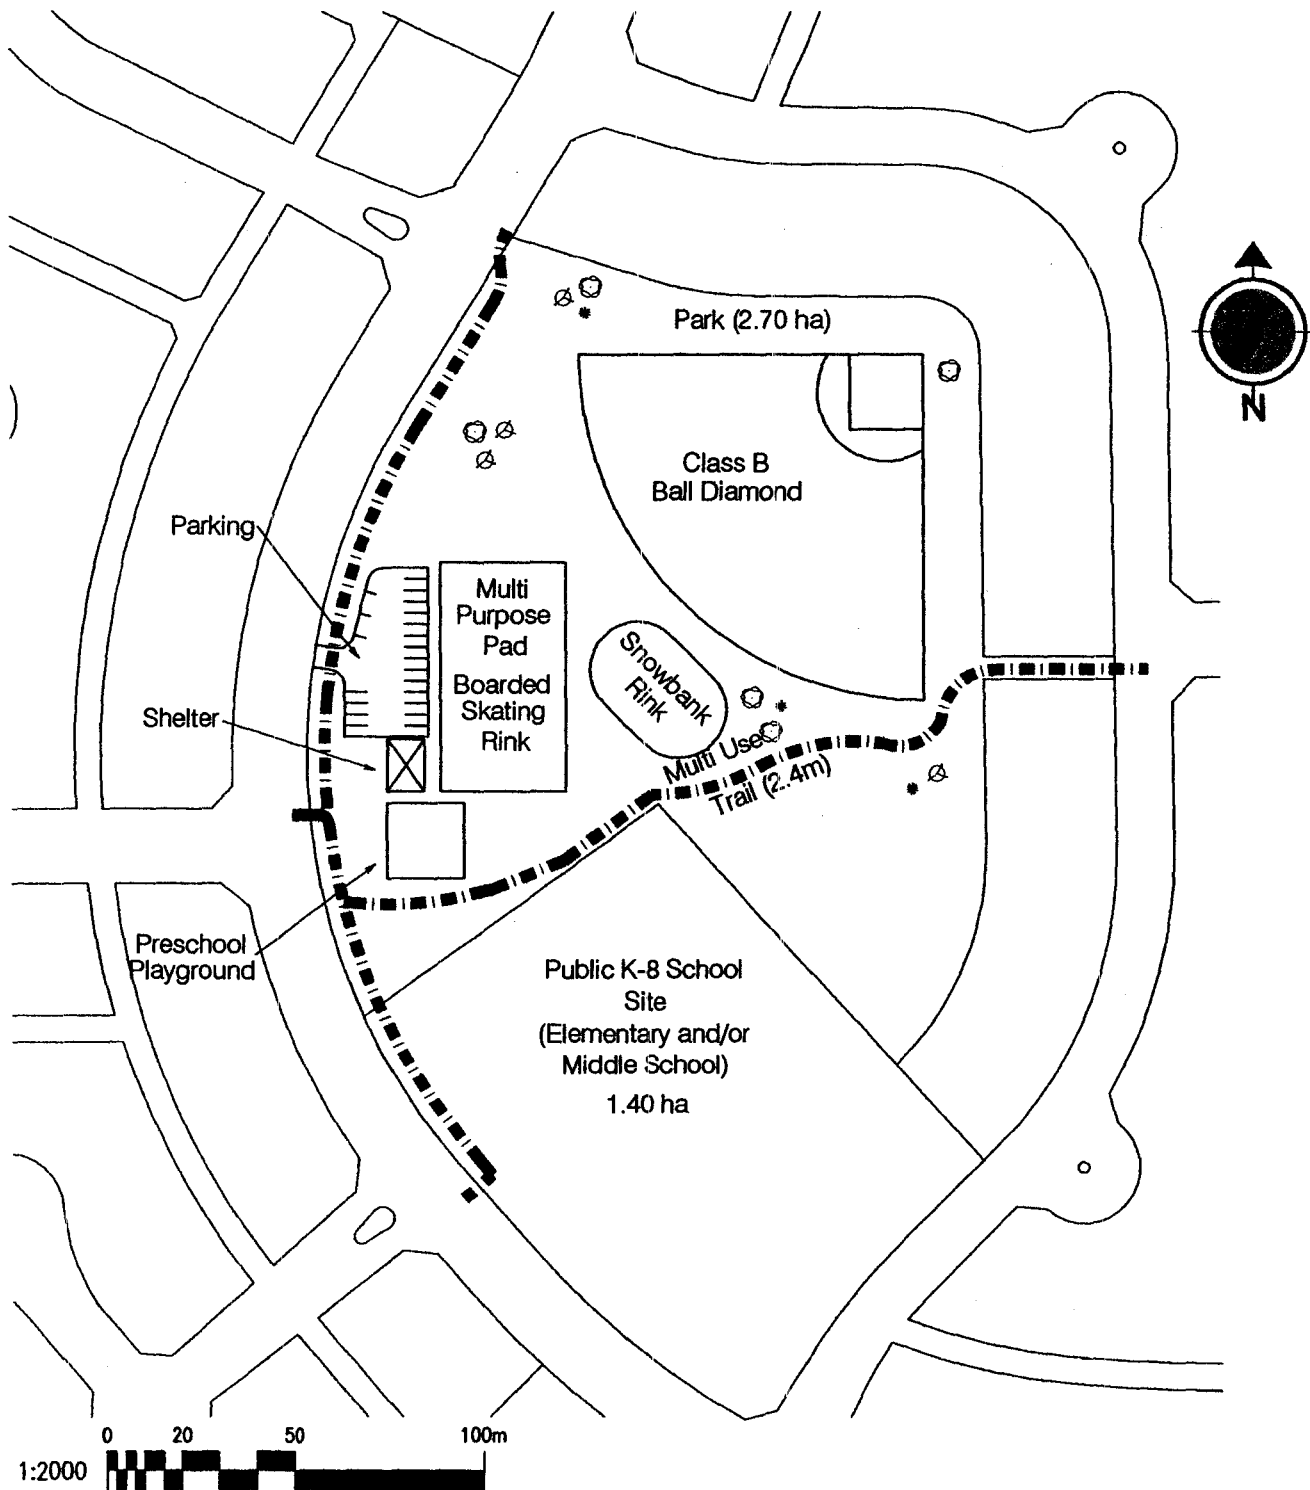 Park (2.70 ha)
N
Class B
Ball Diamond
Parking
Multi
Purpose
Pad
Boarded
Skating
Rink
Snowbank
Rink
Shelter
Multi Use
Trail (2.4m)
Preschool
Playground
Public K-8 School
Site
(Elementary and/or
Middle School)
1.40 ha
0 20 50 100m
1:2000